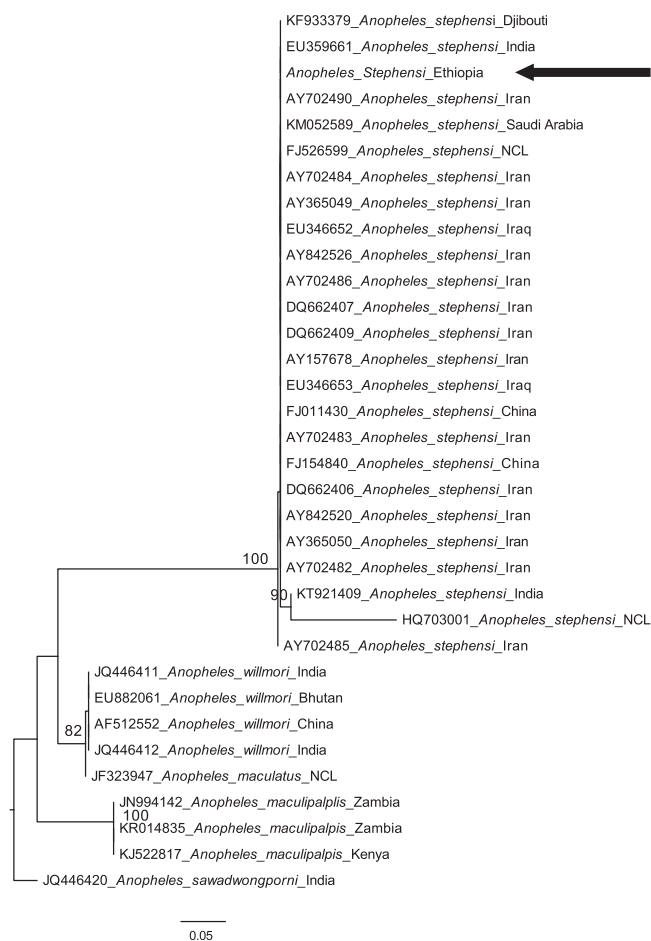 KF933379_Anopheles_stephensi_Djibouti
EU359661_Anopheles_stephensi_India
Anopheles_Stephensi_Ethiopia
AY702490_Anopheles_stephensi_Iran
KM052589_Anopheles_stephensi_Saudi Arabia
FJ526599_Anopheles_stephensi_NCL
AY702484_Anopheles_stephensi_Iran
AY365049_Anopheles_stephensi_Iran
EU346652_Anopheles_stephensi_Iraq
AY842526_Anopheles_stephensi_Iran
AY702486_Anopheles_stephensi_Iran
DQ662407_Anopheles_stephensi_Iran
DQ662409_Anopheles_stephensi_Iran
AY157678_Anopheles_stephensi_Iran
EU346653_Anopheles_stephensi_Iraq
FJ011430_Anopheles_stephensi_China
AY702483_Anopheles_stephensi_Iran
FJ154840_Anopheles_stephensi_China
DQ662406_Anopheles_stephensi_Iran
AY842520_Anopheles_stephensi_Iran
AY365050_Anopheles_stephensi_Iran
100
AY702482_Anopheles_stephensi_Iran
90
KT921409_Anopheles_stephensi_India
HQ703001_Anopheles_stephensi_NCL
AY702485_Anopheles_stephensi_Iran
JQ446411_Anopheles_willmori_India
EU882061_Anopheles_willmori_Bhutan
82
AF512552_Anopheles_willmori_China
JQ446412_Anopheles_willmori_India
JF323947_Anopheles_maculatus_NCL
JN994142_Anopheles_maculipalplis_Zambia
100
KR014835_Anopheles_maculipalpis_Zambia
KJ522817_Anopheles_maculipalpis_Kenya
JQ446420_Anopheles_sawadwongporni_India
0.05